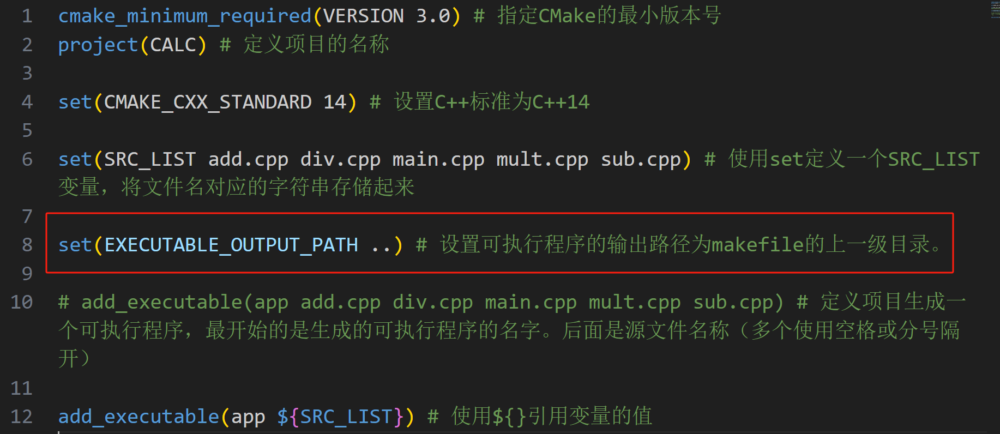 1 cmake_minimum_required(VERSION 3.0) # 指定CMake的最小版本号
2 project(CALC) # 定义项目的名称
3
4 set(CMAKE_CXX_STANDARD 14) # 设置C++标准为C++14
5
6 set(SRC_LIST add.cpp div.cpp main.cpp mult.cpp sub.cpp) # 使用set定义一个SRC_LIST
变量，将文件名对应的字符串存储起来
7
8 set(EXECUTABLE_OUTPUT_PATH ..) # 设置可执行程序的输出路径为makefile的上一级目录。
9
10 # add_executable(app add.cpp div.cpp main.cpp mult.cpp sub.cpp) # 定义项目生成一
个可执行程序，最开始的是生成的可执行程序的名字。后面是源文件名称（多个使用空格或分号隔
开）
11
12 add_executable(app ${SRC_LIST}) # 使用${}引用变量的值